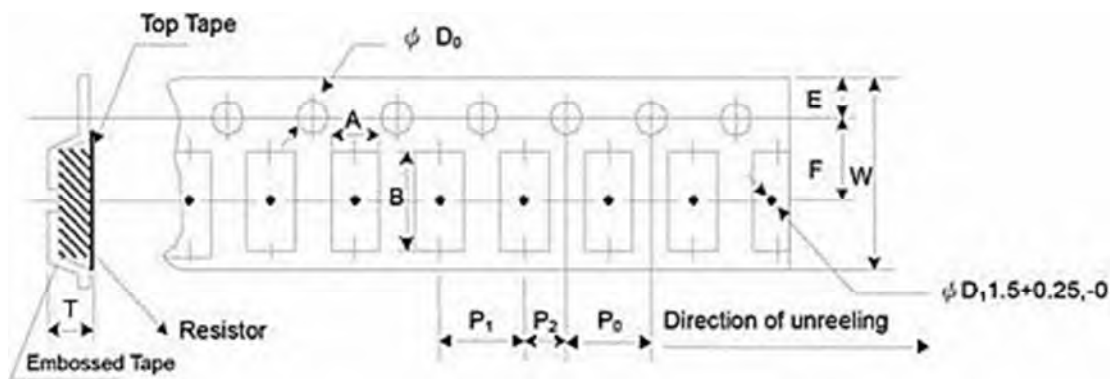 Top Tape
ϕ D₀
E
A
F
W
B
T
ϕ D₁1.5+0.25,-0
Resistor
P₁
P₂
P₀
Direction of unreeling
Embossed Tape